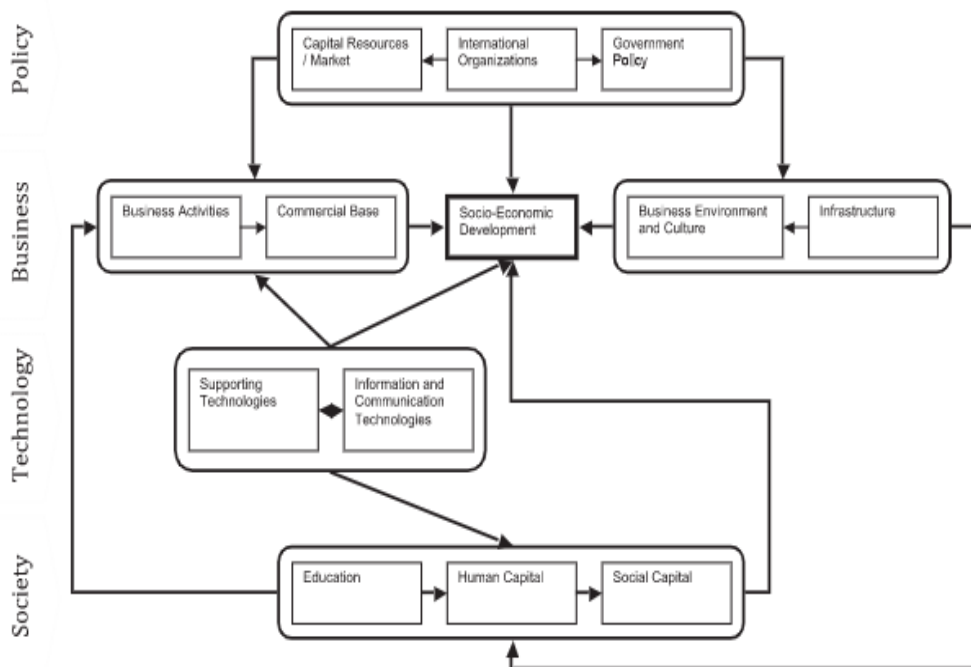 Policy
Capital Resources
/ Market
International
Organizations
Government
Policy
Business
Business Activities
Commercial Base
Socio-Economic
Development
Business Environment
and Culture
Infrastructure
Technology
Supporting
Technologies
Information and
Communication
Technologies
Society
Education
Human Capital
Social Capital